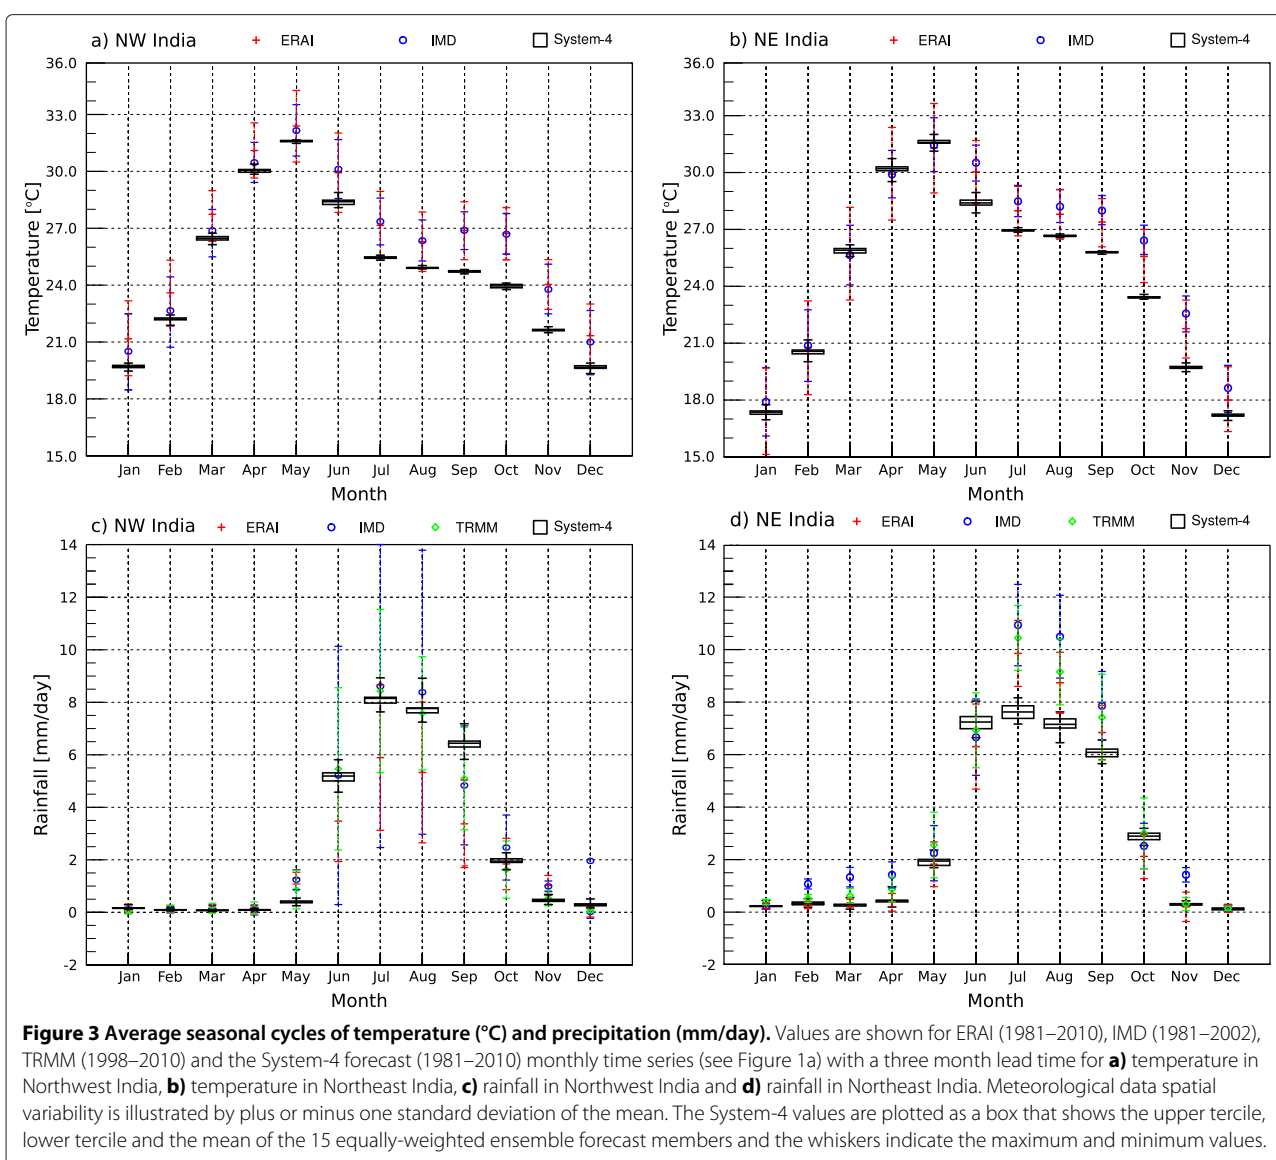 a) NW India ERAI IMD System-4
36.0
33.0
30.0
27.0
24.0
21.0
18.0
15.0
Temperature [°C]
Jan Feb Mar Apr May Jun Jul Aug Sep Oct Nov Dec
Month
b) NE India ERAI IMD System-4
36.0
33.0
30.0
27.0
24.0
21.0
18.0
15.0
Temperature [°C]
Jan Feb Mar Apr May Jun Jul Aug Sep Oct Nov Dec
Month
c) NW India ERAI IMD TRMM System-4
14
12
10
8
6
4
2
0
-2
Rainfall [mm/day]
Jan Feb Mar Apr May Jun Jul Aug Sep Oct Nov Dec
Month
d) NE India ERAI IMD TRMM System-4
14
12
10
8
6
4
2
0
-2
Rainfall [mm/day]
Jan Feb Mar Apr May Jun Jul Aug Sep Oct Nov Dec
Month
Figure 3 Average seasonal cycles of temperature (°C) and precipitation (mm/day). Values are shown for ERAI (1981–2010), IMD (1981–2002),
TRMM (1998–2010) and the System-4 forecast (1981–2010) monthly time series (see Figure 1a) with a three month lead time for a) temperature in
Northwest India, b) temperature in Northeast India, c) rainfall in Northwest India and d) rainfall in Northeast India. Meteorological data spatial
variability is illustrated by plus or minus one standard deviation of the mean. The System-4 values are plotted as a box that shows the upper tercile,
lower tercile and the mean of the 15 equally-weighted ensemble forecast members and the whiskers indicate the maximum and minimum values.